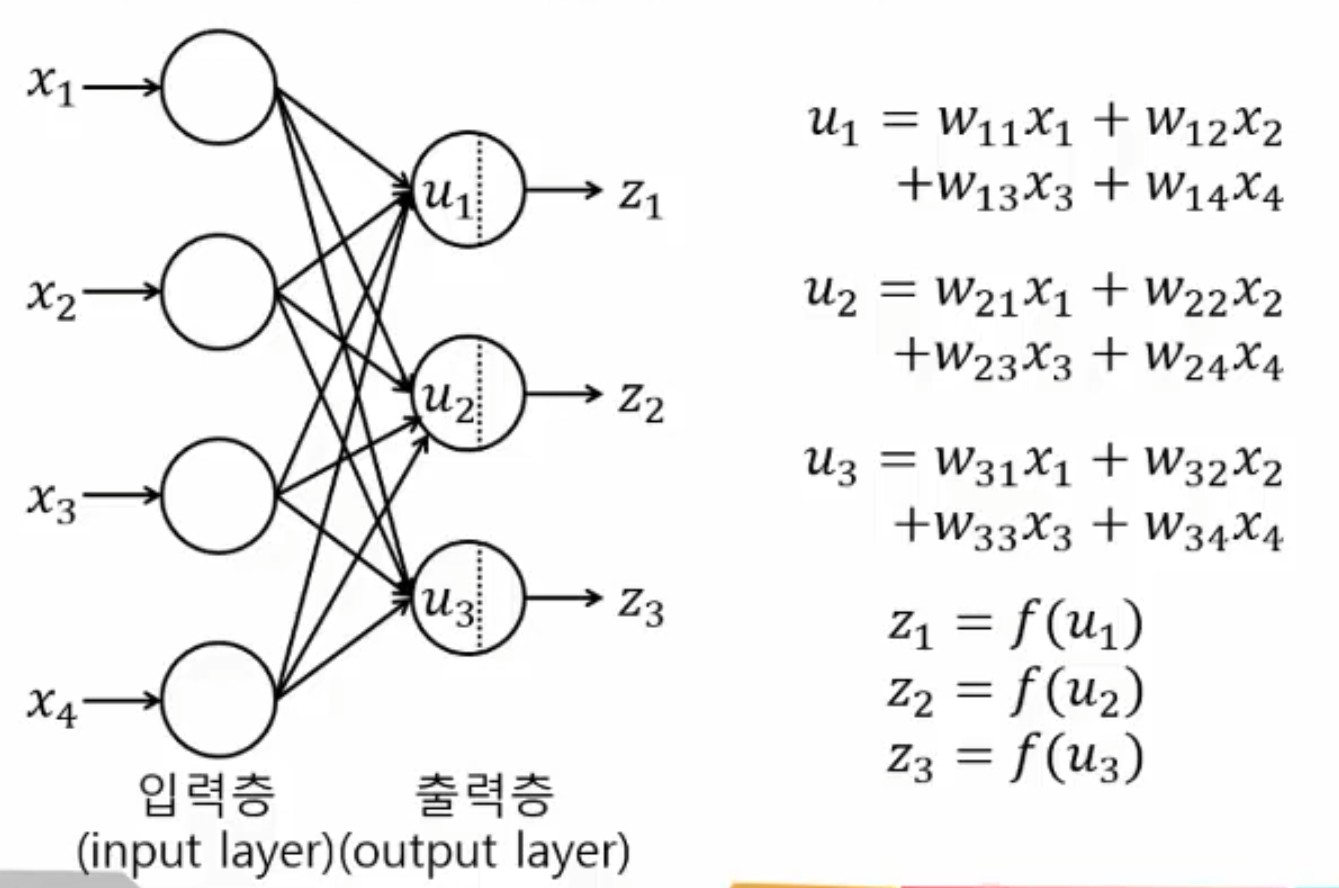 x₁
x₂
x₃
x₄
u₁
u₂
u₃
z₁
z₂
z₃
입력층
(input layer)
출력층
(output layer)
u₁ = w₁₁x₁ + w₁₂x₂
+w₁₃x₃ + w₁₄x₄
u₂ = w₂₁x₁ + w₂₂x₂
+w₂₃x₃ + w₂₄x₄
u₃ = w₃₁x₁ + w₃₂x₂
+w₃₃x₃ + w₃₄x₄
z₁ = f(u₁)
z₂ = f(u₂)
z₃ = f(u₃)